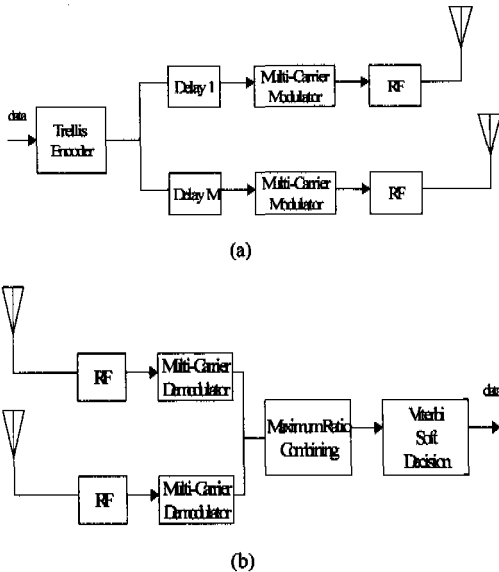 data
Trellis
Encoder
Delay 1
Multi-Carrier
Modulator
RF
Delay M
Multi-Carrier
Modulator
RF
(a)
RF
Multi-Carrier
Demodulator
RF
Multi-Carrier
Demodulator
Maximum Ratio
Combining
Viterbi
Soft
Decision
data
(b)